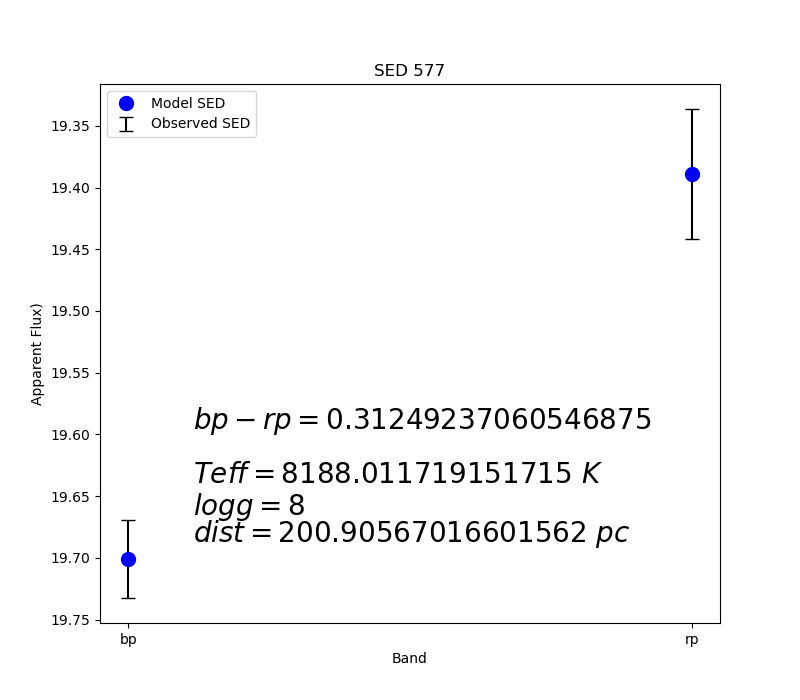 SED 577
Model SED
Observed SED
19.35
19.40
19.45
19.50
19.55
19.60
19.65
19.70
19.75
Apparent Flux)
bp − rp = 0.31249237060546875
Teff = 8188.011719151715 K
logg = 8
dist = 200.90567016601562 pc
bp
rp
Band